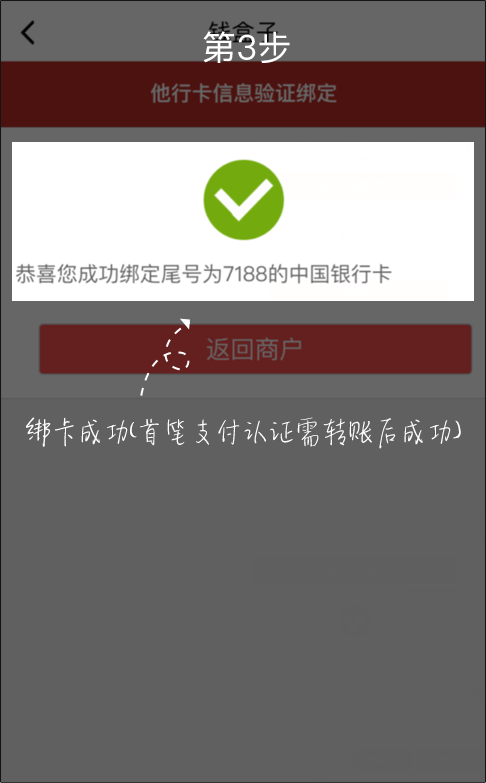 钱盒子
第3步
他行卡信息验证绑定
恭喜您成功绑定尾号为7188的中国银行卡
返回商户
绑卡成功(首笔支付认证需转账后成功)